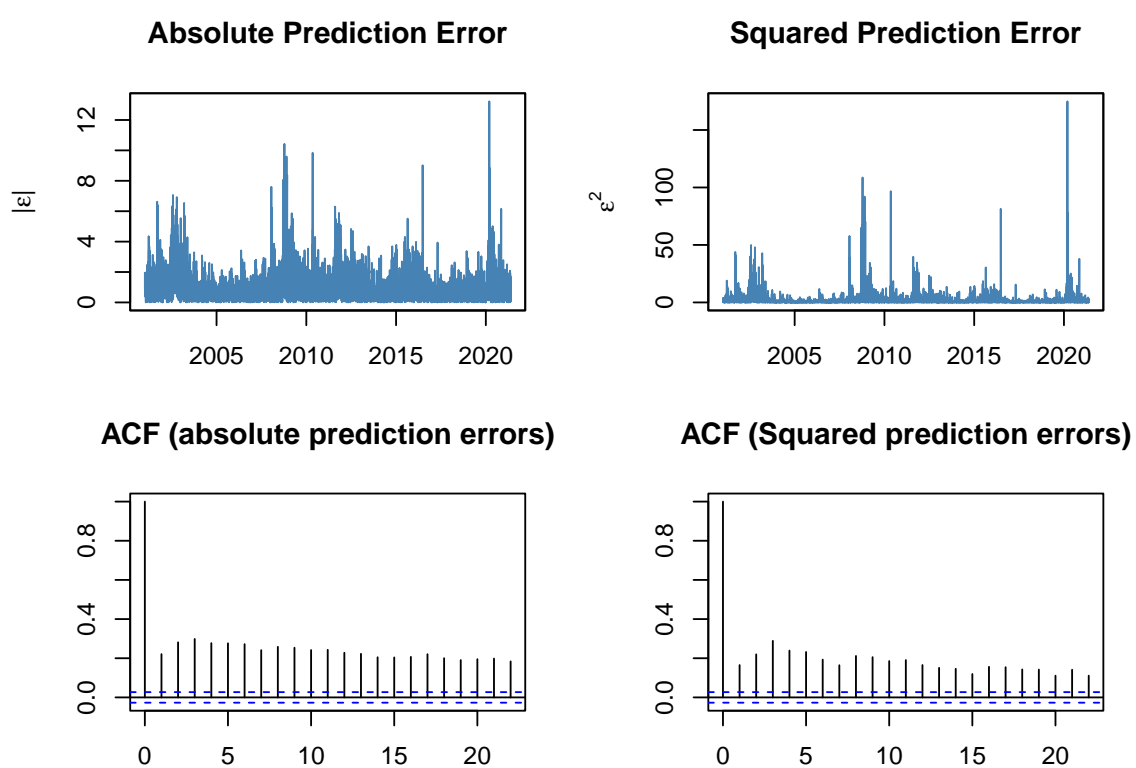 Absolute Prediction Error
|ε|
0 4 8 12
2005 2010 2015 2020
Squared Prediction Error
ε²
0 50 100
2005 2010 2015 2020
ACF (absolute prediction errors)
0.0 0.4 0.8
0 5 10 15 20
ACF (Squared prediction errors)
0.0 0.4 0.8
0 5 10 15 20